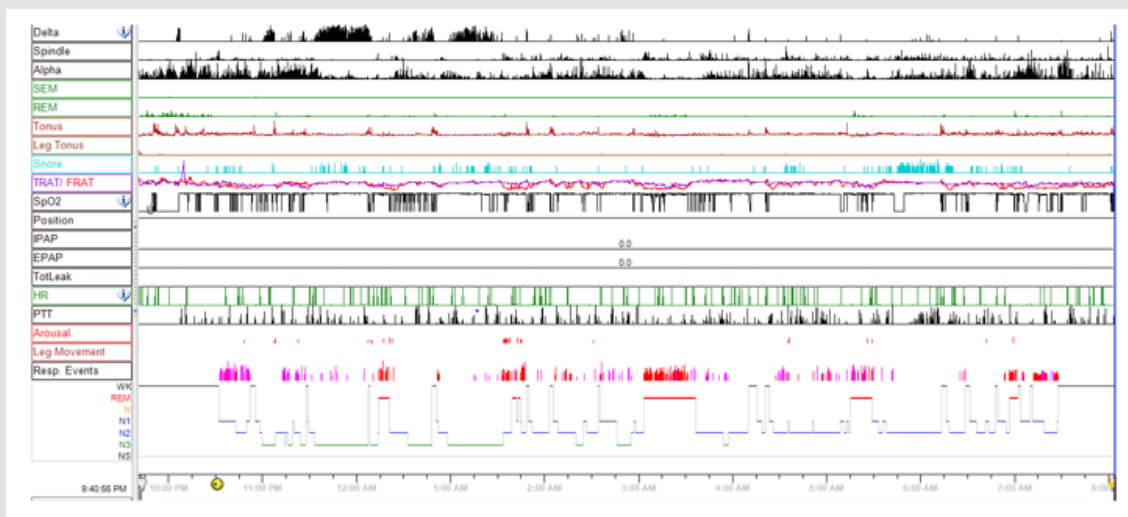 Delta
Spindle
Alpha
SEM
REM
Tonus
Leg Tonus
Snore
TRAT/ FRAT
SpO2
Position
IPAP
0.0
EPAP
0.0
TotLeak
HR
PTT
Arousal
Leg Movement
Resp. Events
WK
REM
N
N1
N2
N3
NS
9:40:56 PM 10:00 PM 11:00 PM 12:00 AM 1:00 AM 2:00 AM 3:00 AM 4:00 AM 5:00 AM 6:00 AM 7:00 AM 8:00